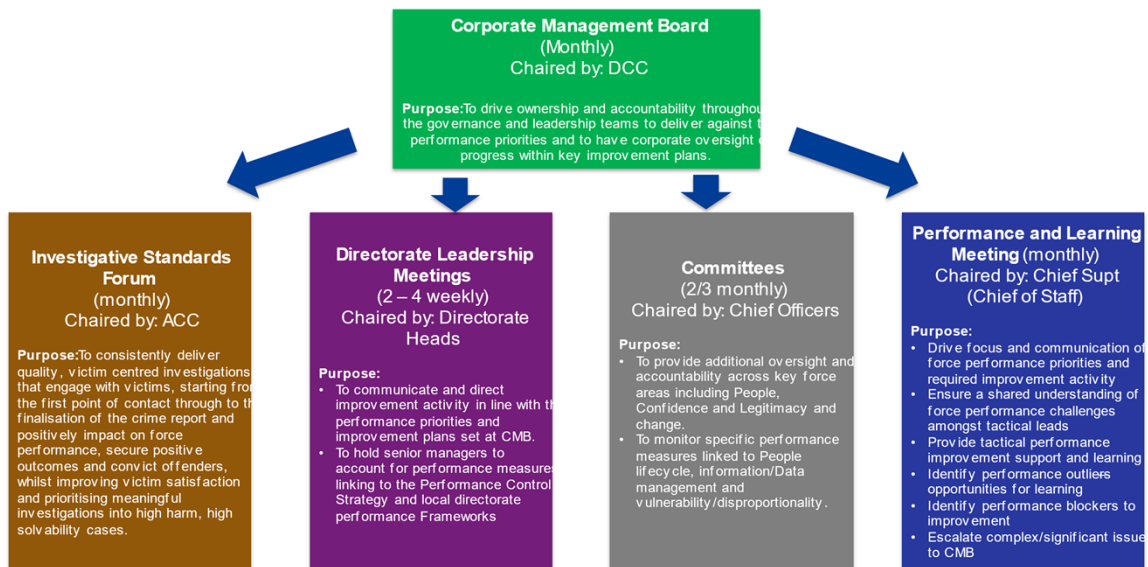 Corporate Management Board
(Monthly)
Chaired by: DCC
Purpose:To drive ownership and accountability throughou
the governance and leadership teams to deliver against t
performance priorities and to have corporate oversight o
progress within key improvement plans.
Investigative Standards
Forum
(monthly)
Chaired by: ACC
Purpose:To consistently deliver
quality, victim centred investigations
that engage with victims, starting from
the first point of contact through to the
finalisation of the crime report and
positively impact on force
performance, secure positive
outcomes and convict offenders,
whilst improving victim satisfaction
and prioritising meaningful
investigations into high harm, high
solvability cases.
Directorate Leadership
Meetings
(2 – 4 weekly)
Chaired by: Directorate
Heads
Purpose:
• To communicate and direct
improvement activity in line with th
performance priorities and
improvement plans set at CMB.
• To hold senior managers to
account for performance measures
linking to the Performance Control
Strategy and local directorate
performance Frameworks
Committees
(2/3 monthly)
Chaired by: Chief Officers
Purpose:
• To provide additional oversight and
accountability across key force
areas including People,
Confidence and Legitimacy and
change.
• To monitor specific performance
measures linked to People
lifecycle, information/Data
management and
vulnerability/disproportionality.
Performance and Learning
Meeting (monthly)
Chaired by: Chief Supt
(Chief of Staff)
Purpose:
• Drive focus and communication of
force performance priorities and
required improvement activity
• Ensure a shared understanding of
force performance challenges
amongst tactical leads
• Provide tactical performance
improvement support and learning
• Identify performance outliers
opportunities for learning
• Identify performance blockers to
improvement
• Escalate complex/significant issue
to CMB